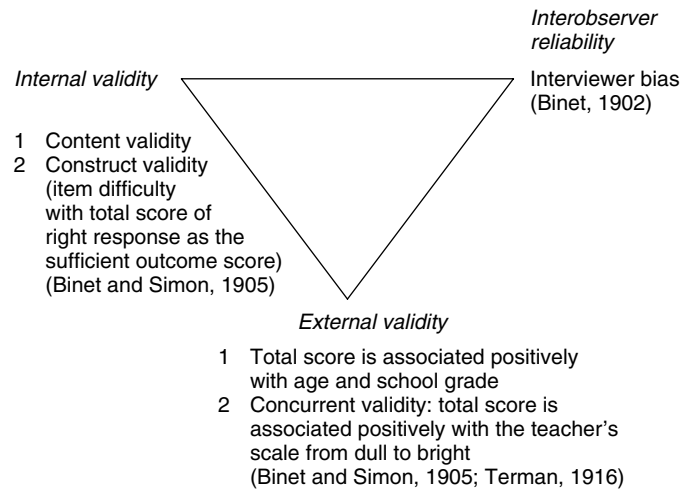 Interobserver
reliability
Internal validity
Interviewer bias
(Binet, 1902)
1 Content validity
2 Construct validity
(item difficulty
with total score of
right response as the
sufficient outcome score)
(Binet and Simon, 1905)
External validity
1 Total score is associated positively
with age and school grade
2 Concurrent validity: total score is
associated positively with the teacher's
scale from dull to bright
(Binet and Simon, 1905; Terman, 1916)